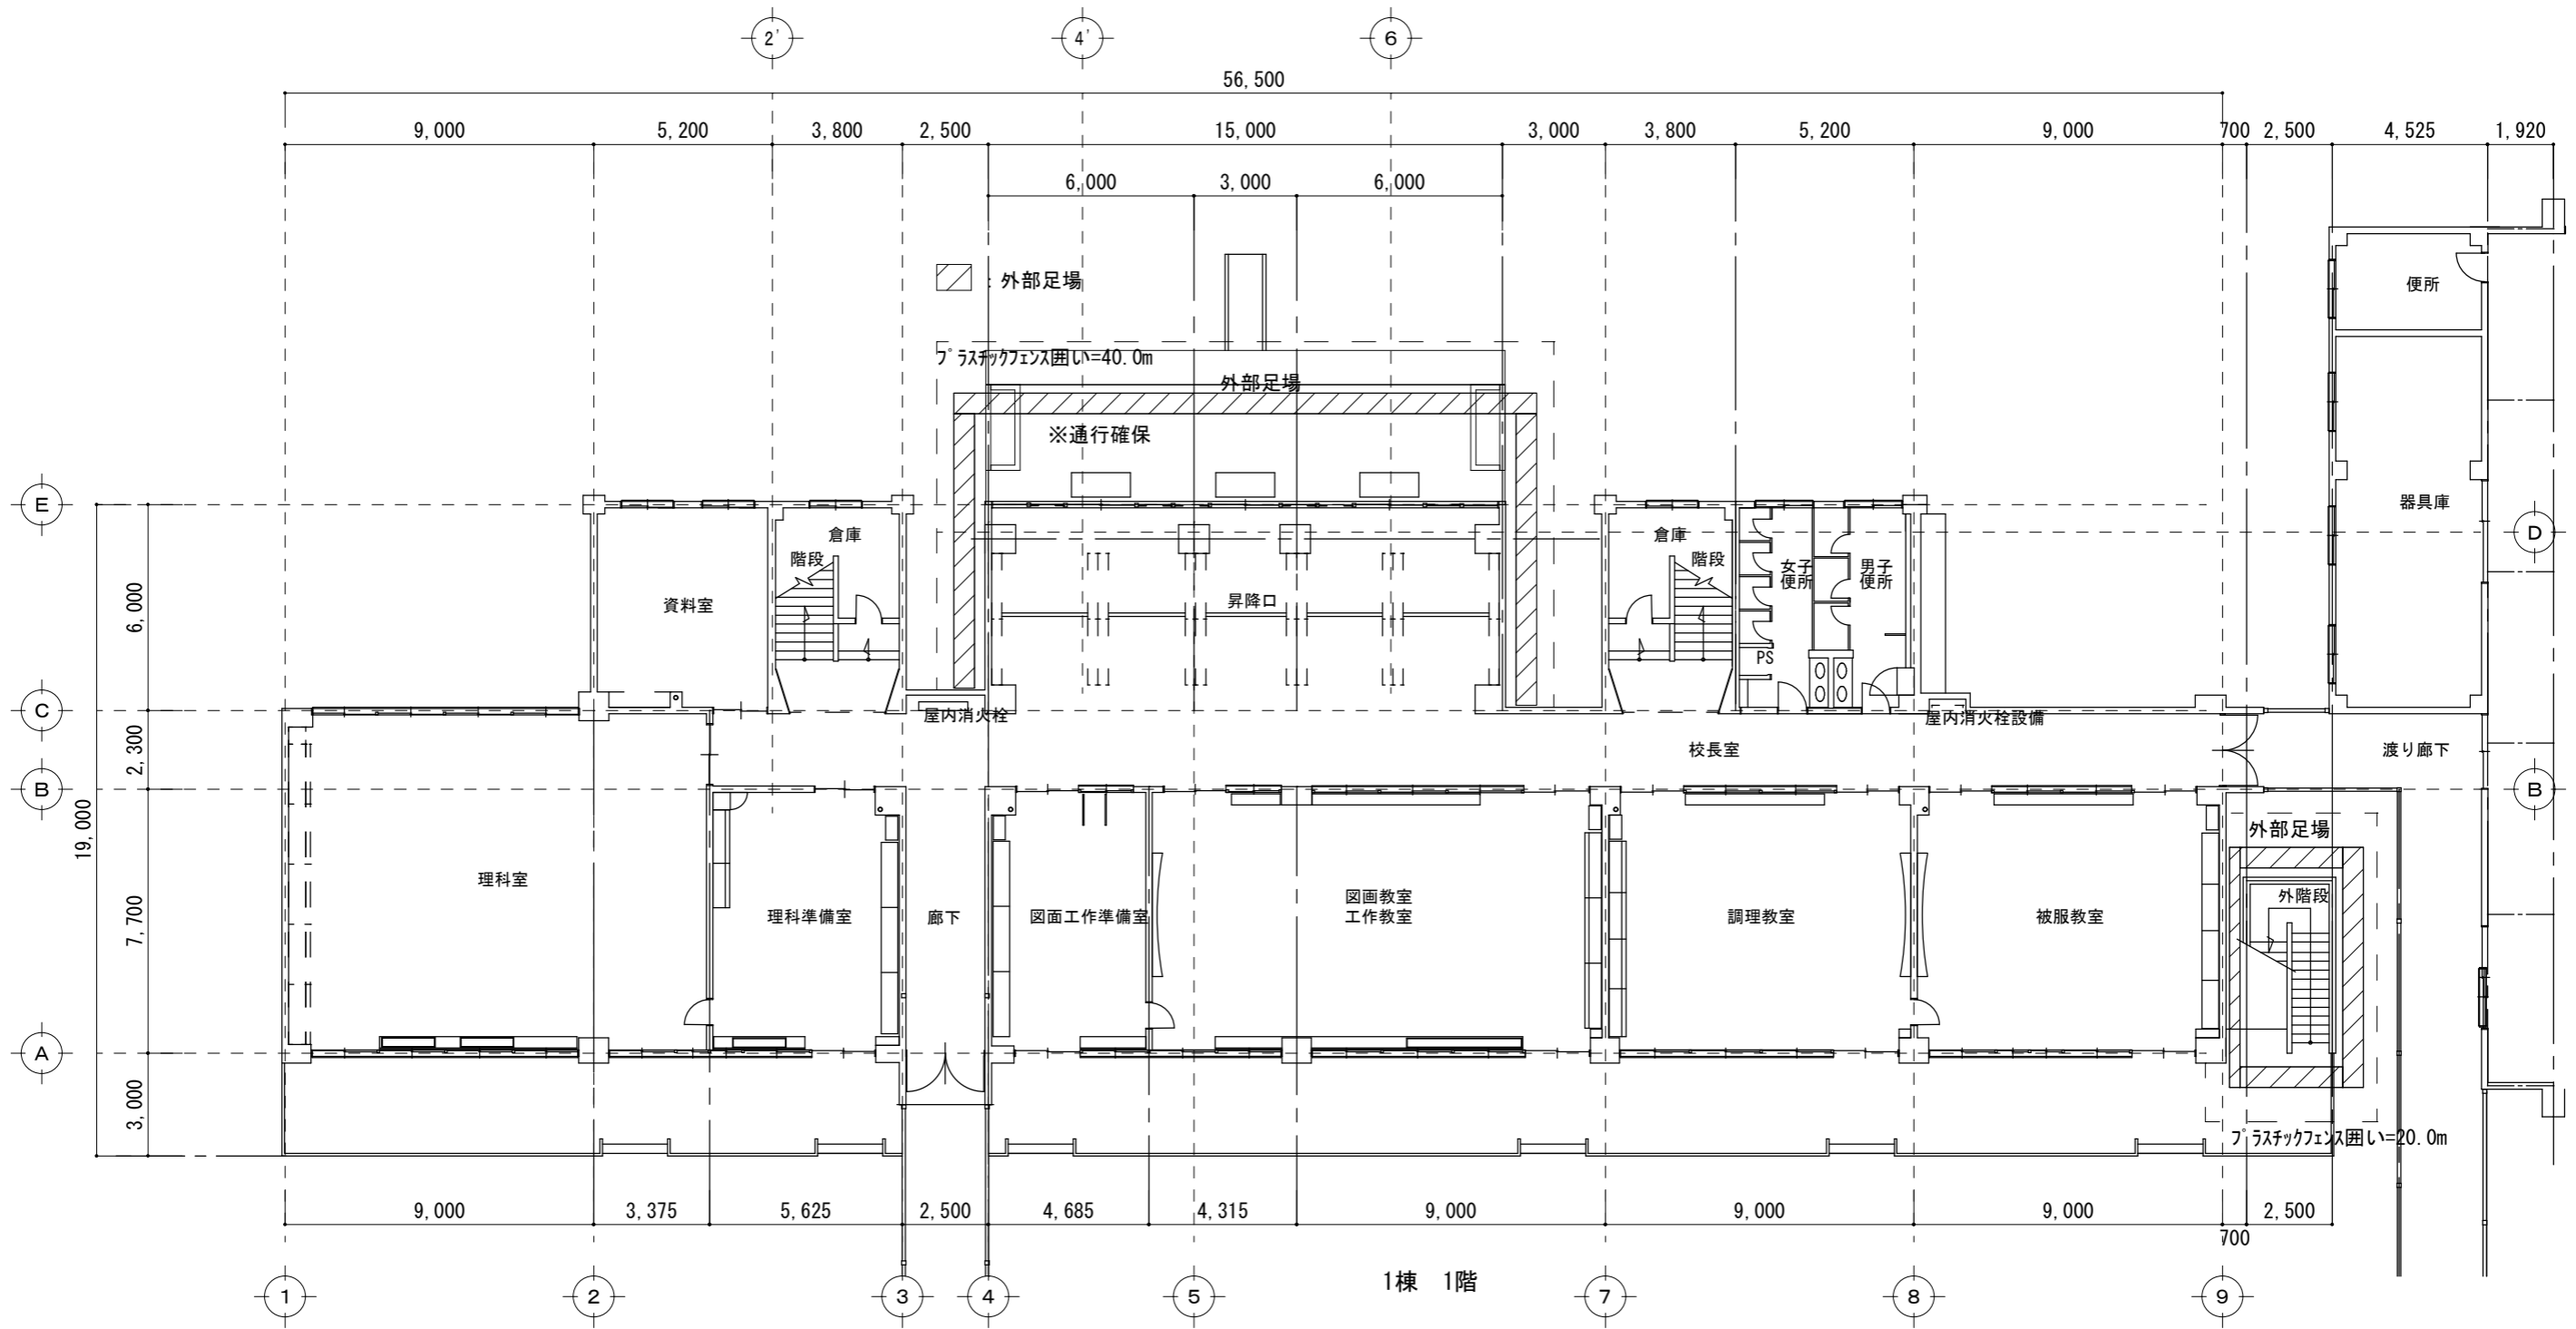 2' 4' 6
56,500
9,000 5,200 3,800 2,500 15,000 3,000 3,800 5,200 9,000 700 2,500 4,525 1,920
6,000 3,000 6,000
：外部足場
便所
プラスチックフェンス囲い=40.0m
外部足場
※通行確保
E
器具庫
倉庫
倉庫
D
階段
階段
女子
便所
男子
便所
資料室
昇降口
6,000
PS
C
屋内消火栓
屋内消火栓設備
2,300
校長室
渡り廊下
B
B
19,000
外部足場
理科室
外階段
7,700
理科準備室
廊下
図面工作準備室
図画教室
工作教室
調理教室
被服教室
A
3,000
プラスチックフェンス囲い=20.0m
9,000 3,375 5,625 2,500 4,685 4,315 9,000 9,000 9,000 2,500
700
1棟　1階
1 2 3 4 5 7 8 9